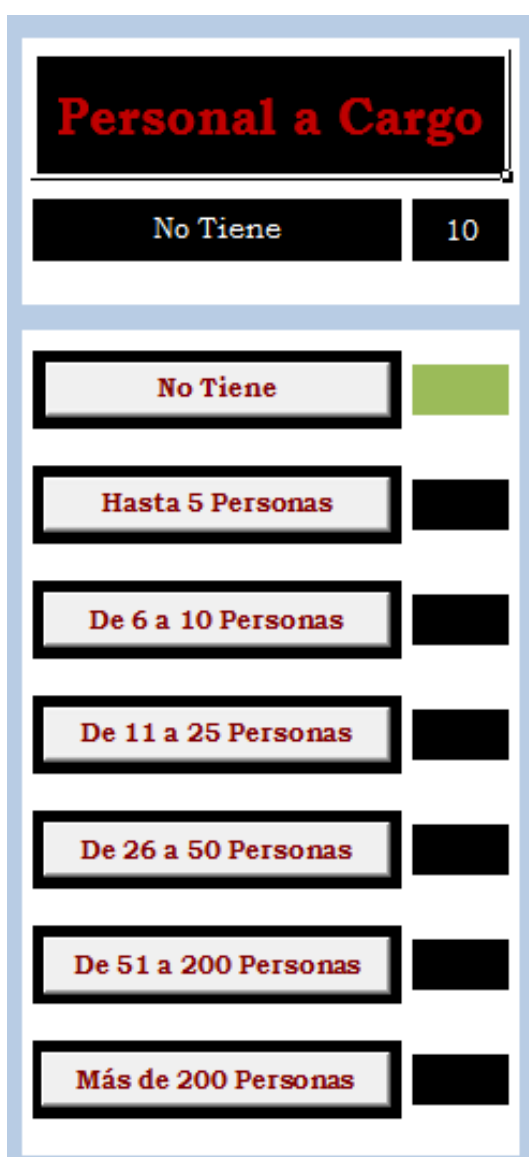 Personal a Cargo
No Tiene 10
No Tiene
Hasta 5 Personas
De 6 a 10 Personas
De 11 a 25 Personas
De 26 a 50 Personas
De 51 a 200 Personas
Más de 200 Personas